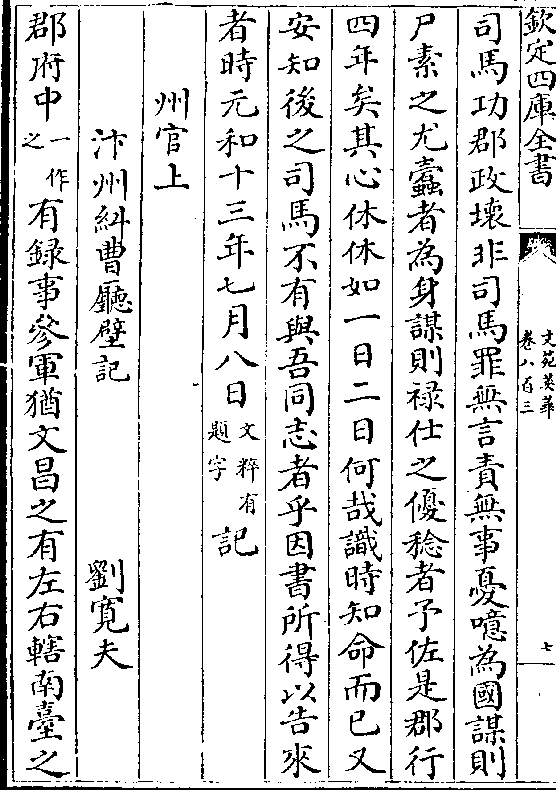 欽定四庫全書
文苑英華
卷八百三
七
司馬功郡政壞非司馬罪無言責無事憂噫為國謀則
尸素之尤蠹者為身謀則祿仕之優稔者予佐是郡行
四年矣其心休休如一日二日何哉識時知命而已又
安知後之司馬不有與吾同志者乎因書所得以告來
者時元和十三年七月八日文粹有題字記
州官上
汴州糾曹廳壁記 劉寛夫
郡府中一作之有録事參軍猶文昌之有左右轄南臺之